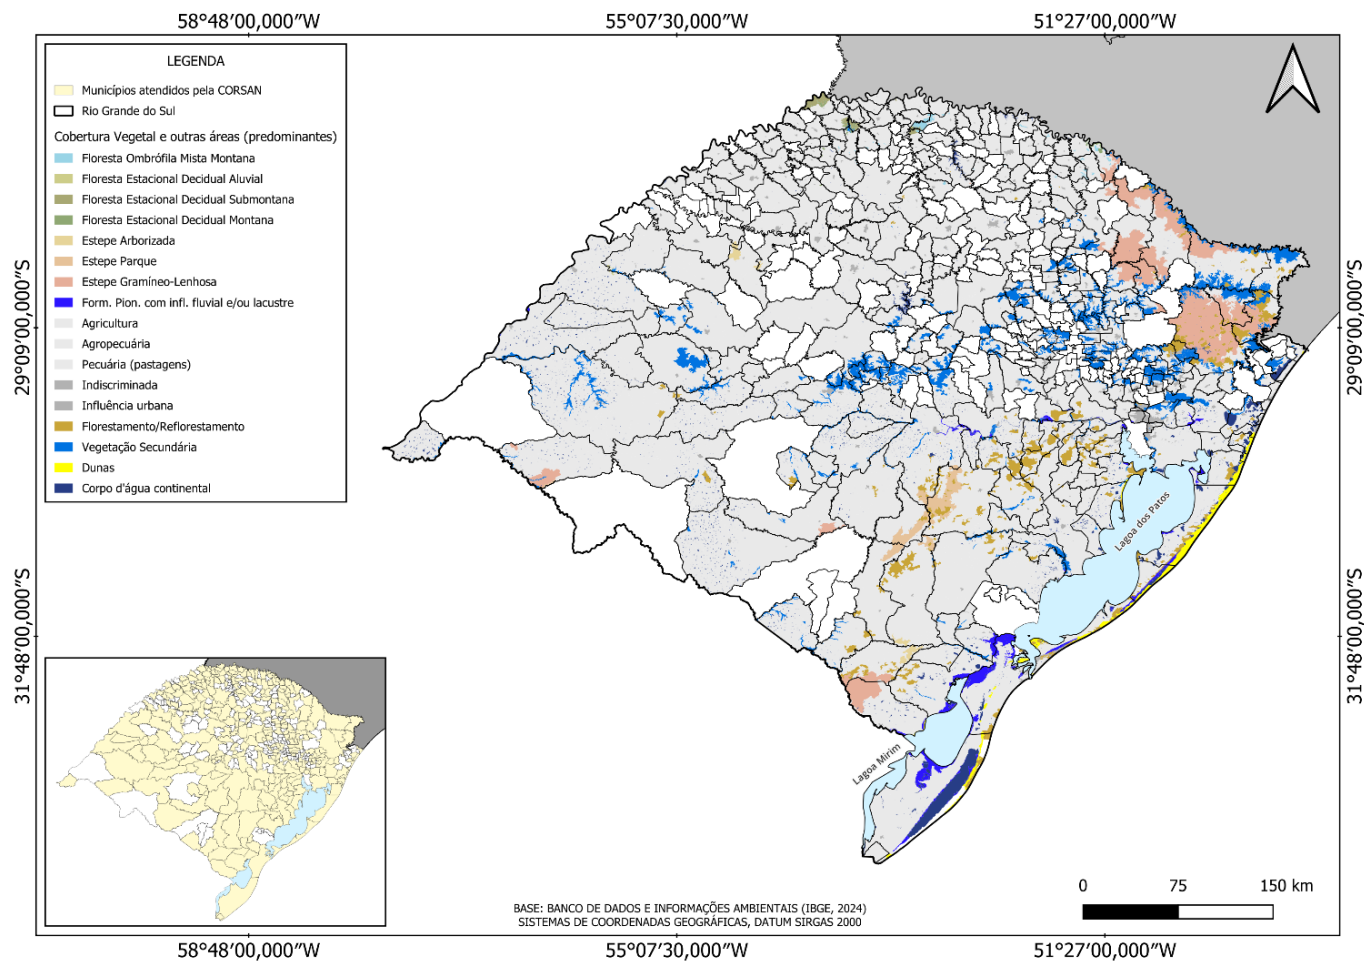 58°48′00,000″W
55°07′30,000″W
51°27′00,000″W
LEGENDA
Municípios atendidos pela CORSAN
Rio Grande do Sul
Cobertura Vegetal e outras áreas (predominantes)
Floresta Ombrófila Mista Montana
Floresta Estacional Decidual Aluvial
Floresta Estacional Decidual Submontana
Floresta Estacional Decidual Montana
Estepe Arborizada
Estepe Parque
Estepe Gramíneo-Lenhosa
Form. Pion. com infl. fluvial e/ou lacustre
Agricultura
Agropecuária
Pecuária (pastagens)
Indiscriminada
Influência urbana
Florestamento/Reflorestamento
Vegetação Secundária
Dunas
Corpo d'água continental
29°09′00,000″S
29°09′00,000″S
Lagoa dos Patos
31°48′00,000″S
31°48′00,000″S
Lagoa Mirim
0 75 150 km
BASE: BANCO DE DADOS E INFORMAÇÕES AMBIENTAIS (IBGE, 2024)
SISTEMAS DE COORDENADAS GEOGRÁFICAS, DATUM SIRGAS 2000
58°48′00,000″W
55°07′30,000″W
51°27′00,000″W